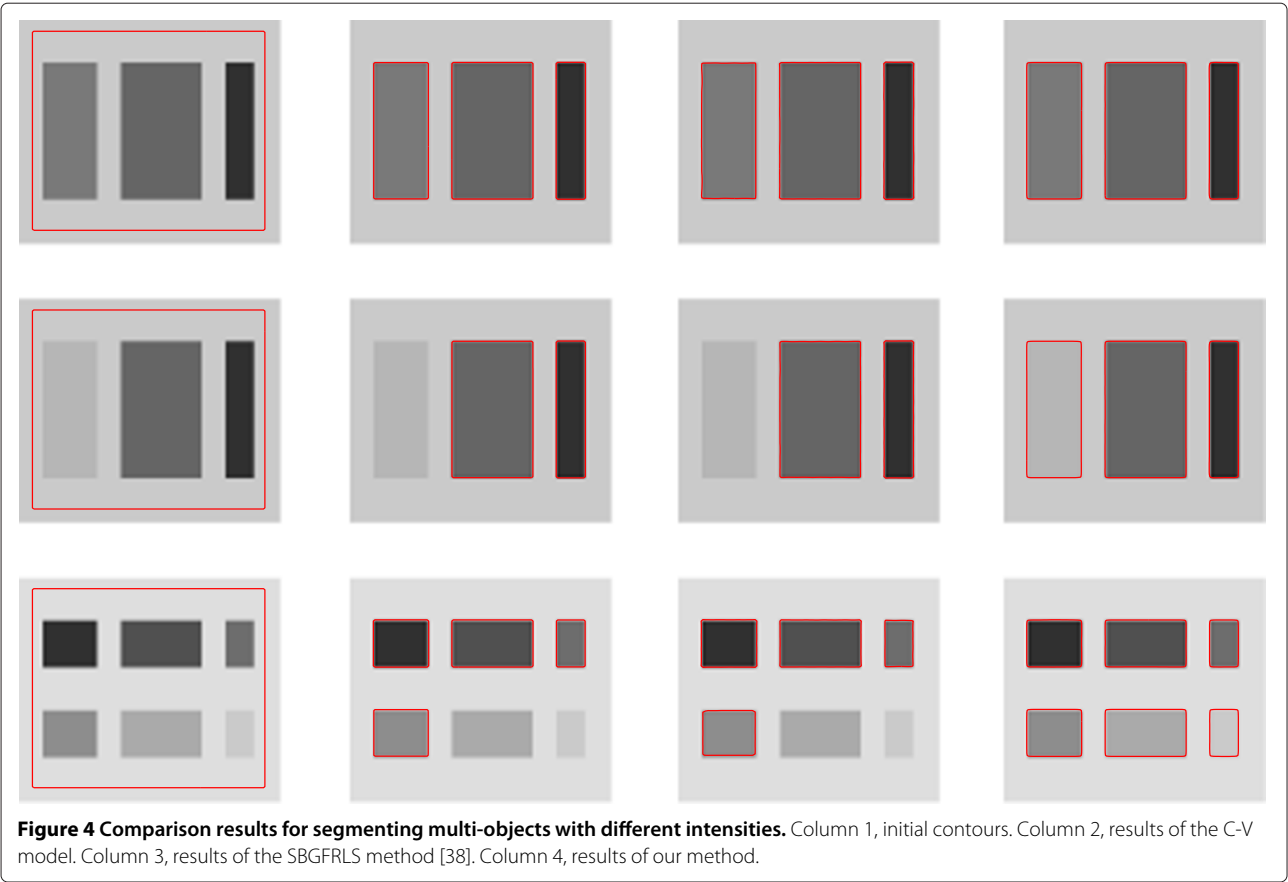 Figure 4 Comparison results for segmenting multi-objects with different intensities. Column 1, initial contours. Column 2, results of the C-V
model. Column 3, results of the SBGFRLS method [38]. Column 4, results of our method.